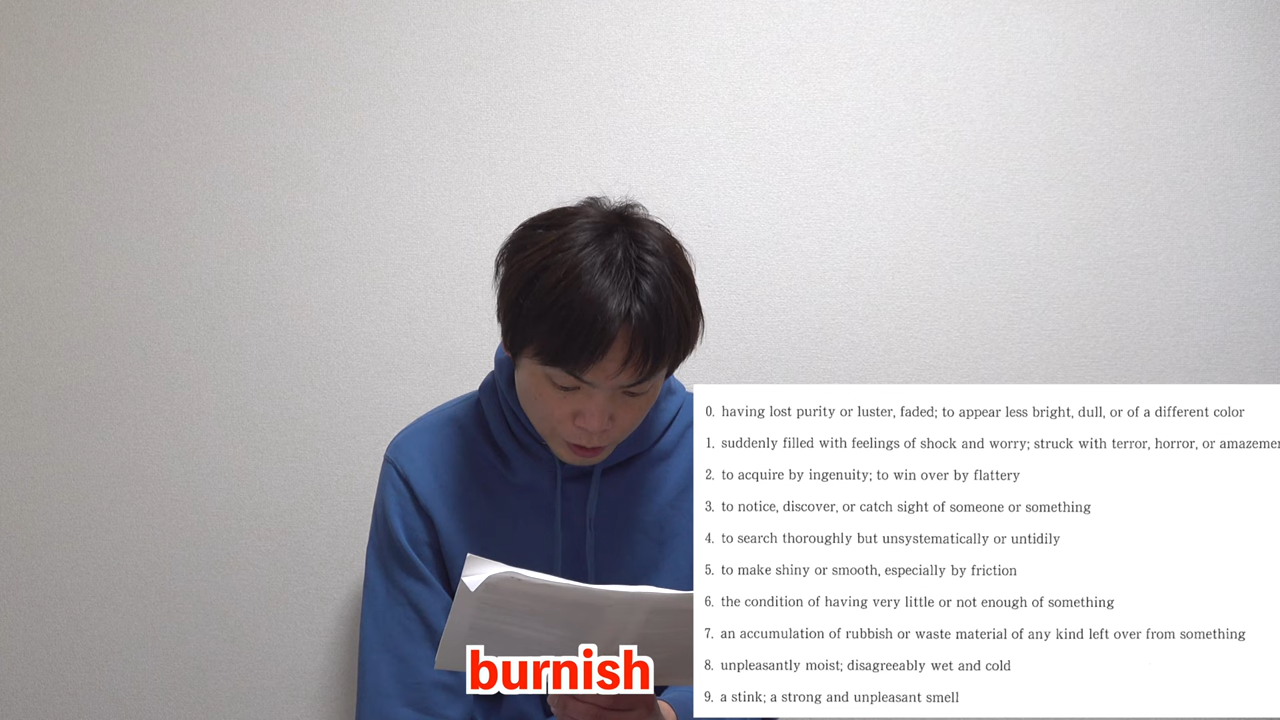 0. having lost purity or luster, faded; to appear less bright, dull, or of a different color
1. suddenly filled with feelings of shock and worry; struck with terror, horror, or
2. to acquire by ingenuity; to win over by flattery
3. to notice, discover, or catch sight of someone or something
4. to search thoroughly but unsystematically or untidily
5. to make shiny or smooth, especially by friction
6. the condition of having very little or not enough of something
7. an accumulation of rubbish or waste material of any kind left over from something
8. unpleasantly moist; disagreeably wet and cold
9. a stink; a strong and unpleasant smell
burnish